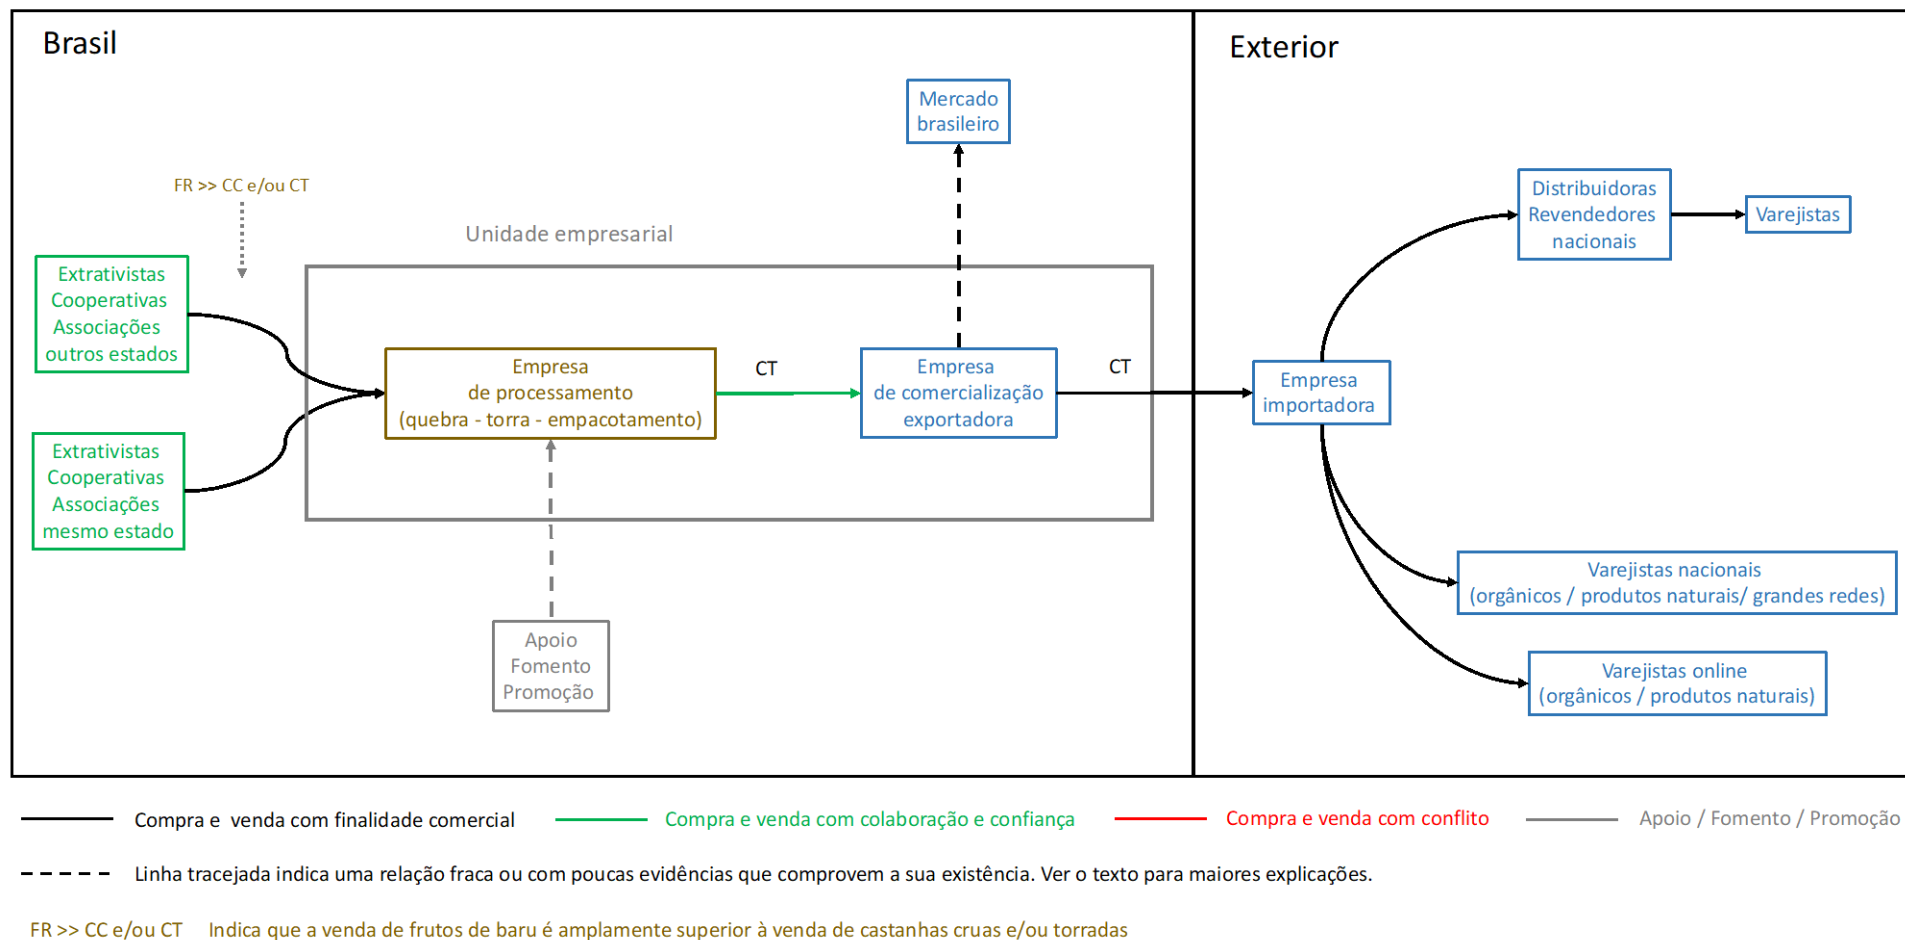 Brasil
Exterior
Mercado
brasileiro
FR >> CC e/ou CT
Distribuidoras
Revendedores
nacionais
Varejistas
Unidade empresarial
Extrativistas
Cooperativas
Associações
outros estados
Empresa
de processamento
(quebra - torra - empacotamento)
CT
Empresa
de comercialização
exportadora
CT
Empresa
importadora
Extrativistas
Cooperativas
Associações
mesmo estado
Varejistas nacionais
(orgânicos / produtos naturais/ grandes redes)
Apoio
Fomento
Promoção
Varejistas online
(orgânicos / produtos naturais)
Compra e venda com finalidade comercial
Compra e venda com colaboração e confiança
Compra e venda com conflito
Apoio / Fomento / Promoção
Linha tracejada indica uma relação fraca ou com poucas evidências que comprovem a sua existência. Ver o texto para maiores explicações.
FR >> CC e/ou CT Indica que a venda de frutos de baru é amplamente superior à venda de castanhas cruas e/ou torradas